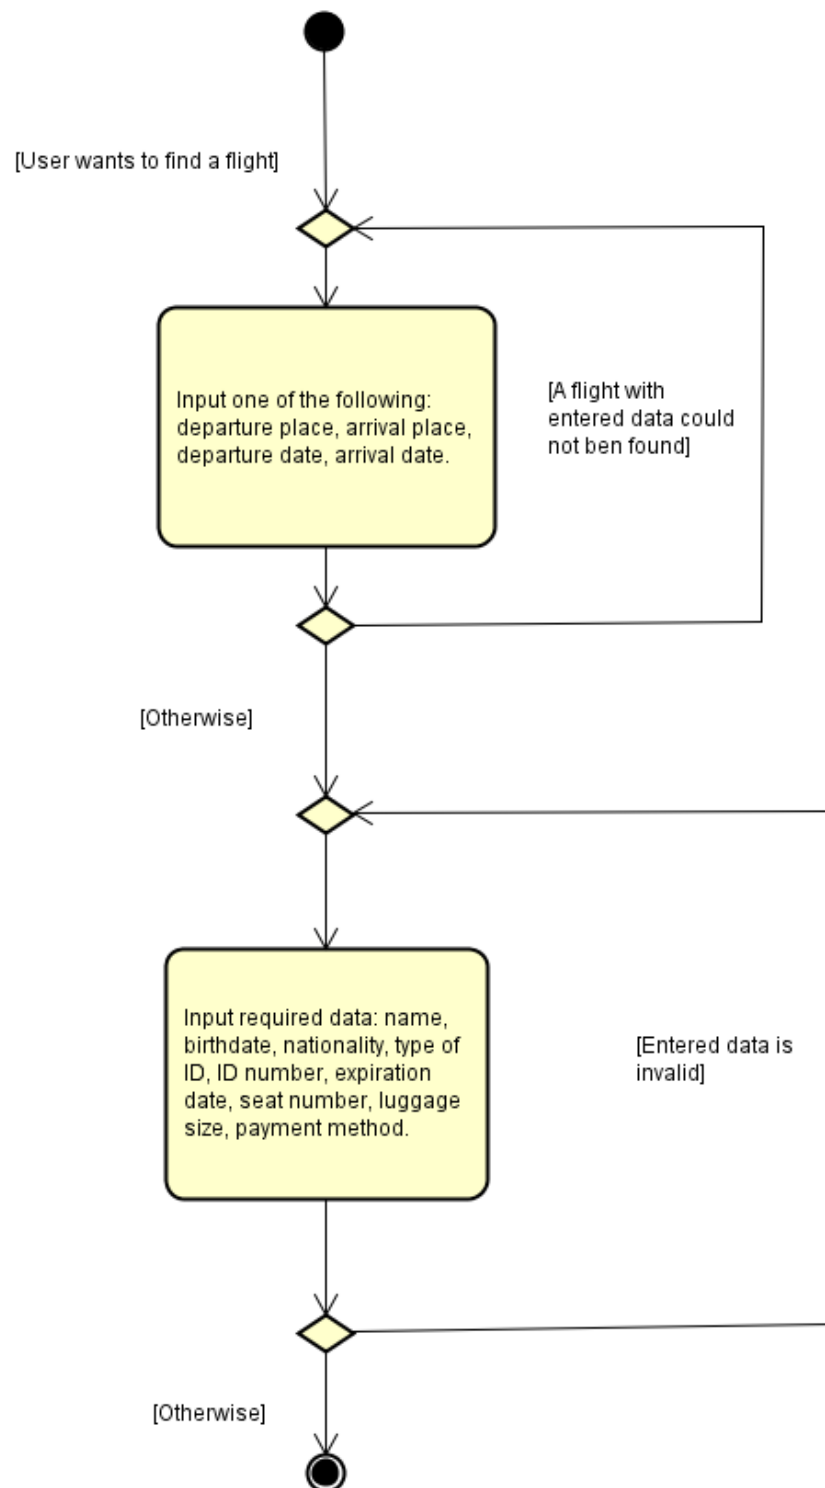 [User wants to find a flight]
Input one of the following:
departure place, arrival place,
departure date, arrival date.
[A flight with
entered data could
not ben found]
[Otherwise]
Input required data: name,
birthdate, nationality, type of
ID, ID number, expiration
date, seat number, luggage
size, payment method.
[Entered data is
invalid]
[Otherwise]